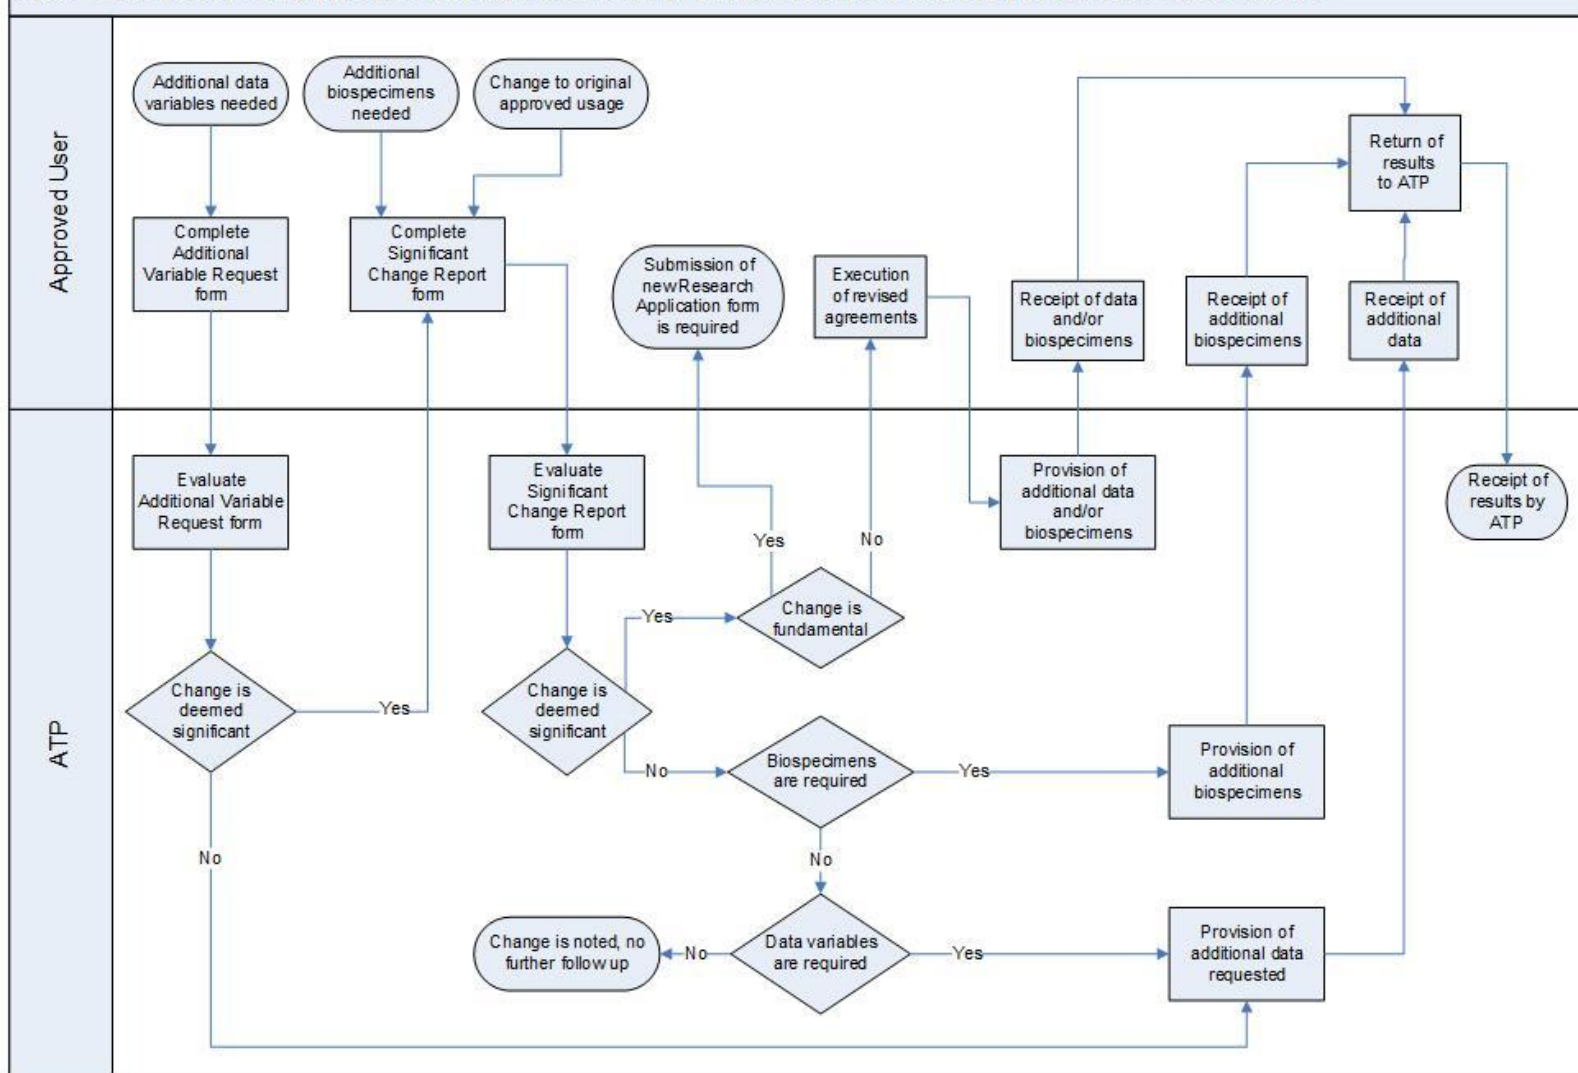 Additional data
variables needed
Additional
biospecimens
needed
Change to original
approved usage
Approved User
Complete
Additional
Variable Request
form
Complete
Significant
Change Report
form
Submission of
new Research
Application form
is required
Execution
of revised
agreements
Receipt of data
and/or
biospecimens
Receipt of
additional
biospecimens
Receipt of
additional
data
Return of
results
to ATP
ATP
Evaluate
Additional Variable
Request form
Evaluate
Significant
Change Report
form
Provision of
additional data
and/or
biospecimens
Receipt of
results by
ATP
Yes
No
Change is
fundamental
Yes
Change is
deemed
significant
Yes
Change is
deemed
significant
No
Biospecimens
are required
Yes
Provision of
additional
biospecimens
No
No
Change is noted, no
further follow up
No
Data variables
are required
Yes
Provision of
additional data
requested